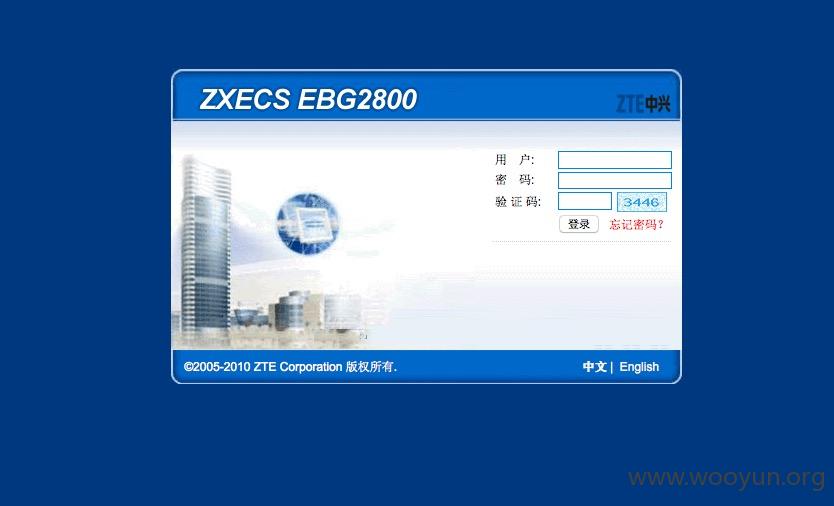 ZXECS EBG2800
ZTE中兴
用 户:
密 码:
验 证 码: 3446
登录 忘记密码?
©2005-2010 ZTE Corporation 版权所有.
中文 | English
www.wooyun.org